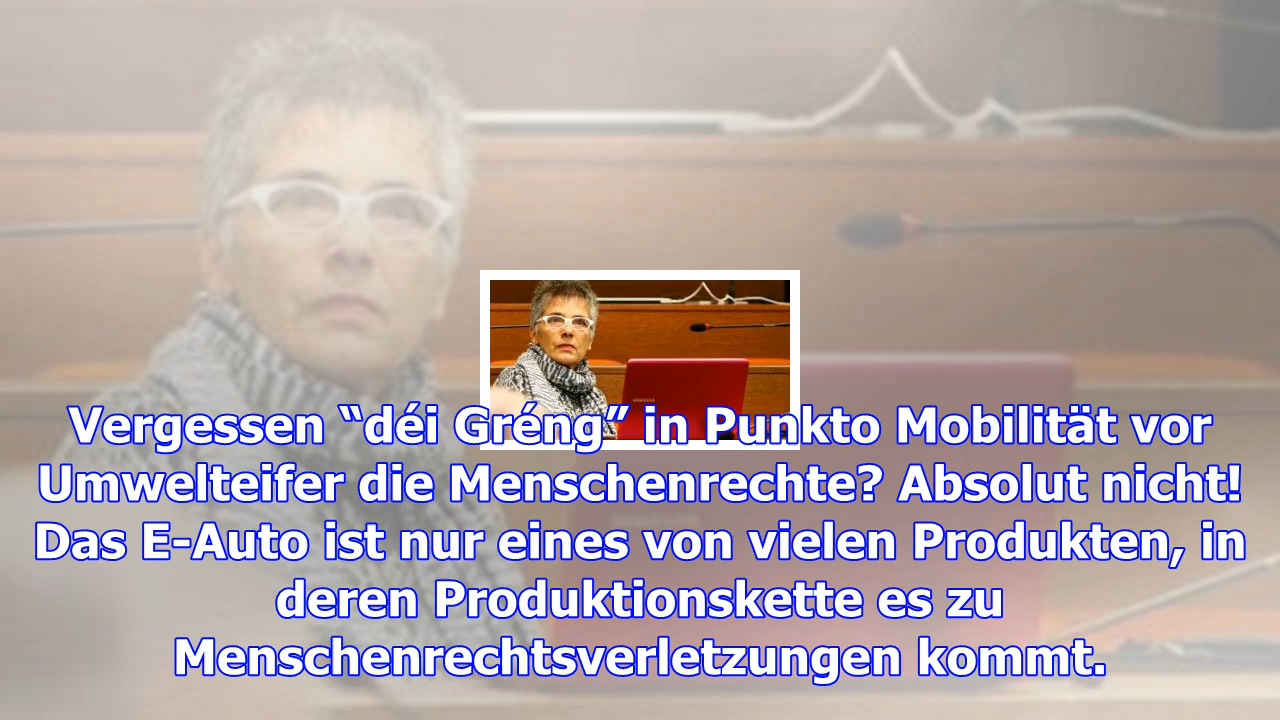 Vergessen “déi Gréng” in Punkto Mobilität vor
Umwelteifer die Menschenrechte? Absolut nicht!
Das E-Auto ist nur eines von vielen Produkten, in
deren Produktionskette es zu
Menschenrechtsverletzungen kommt.